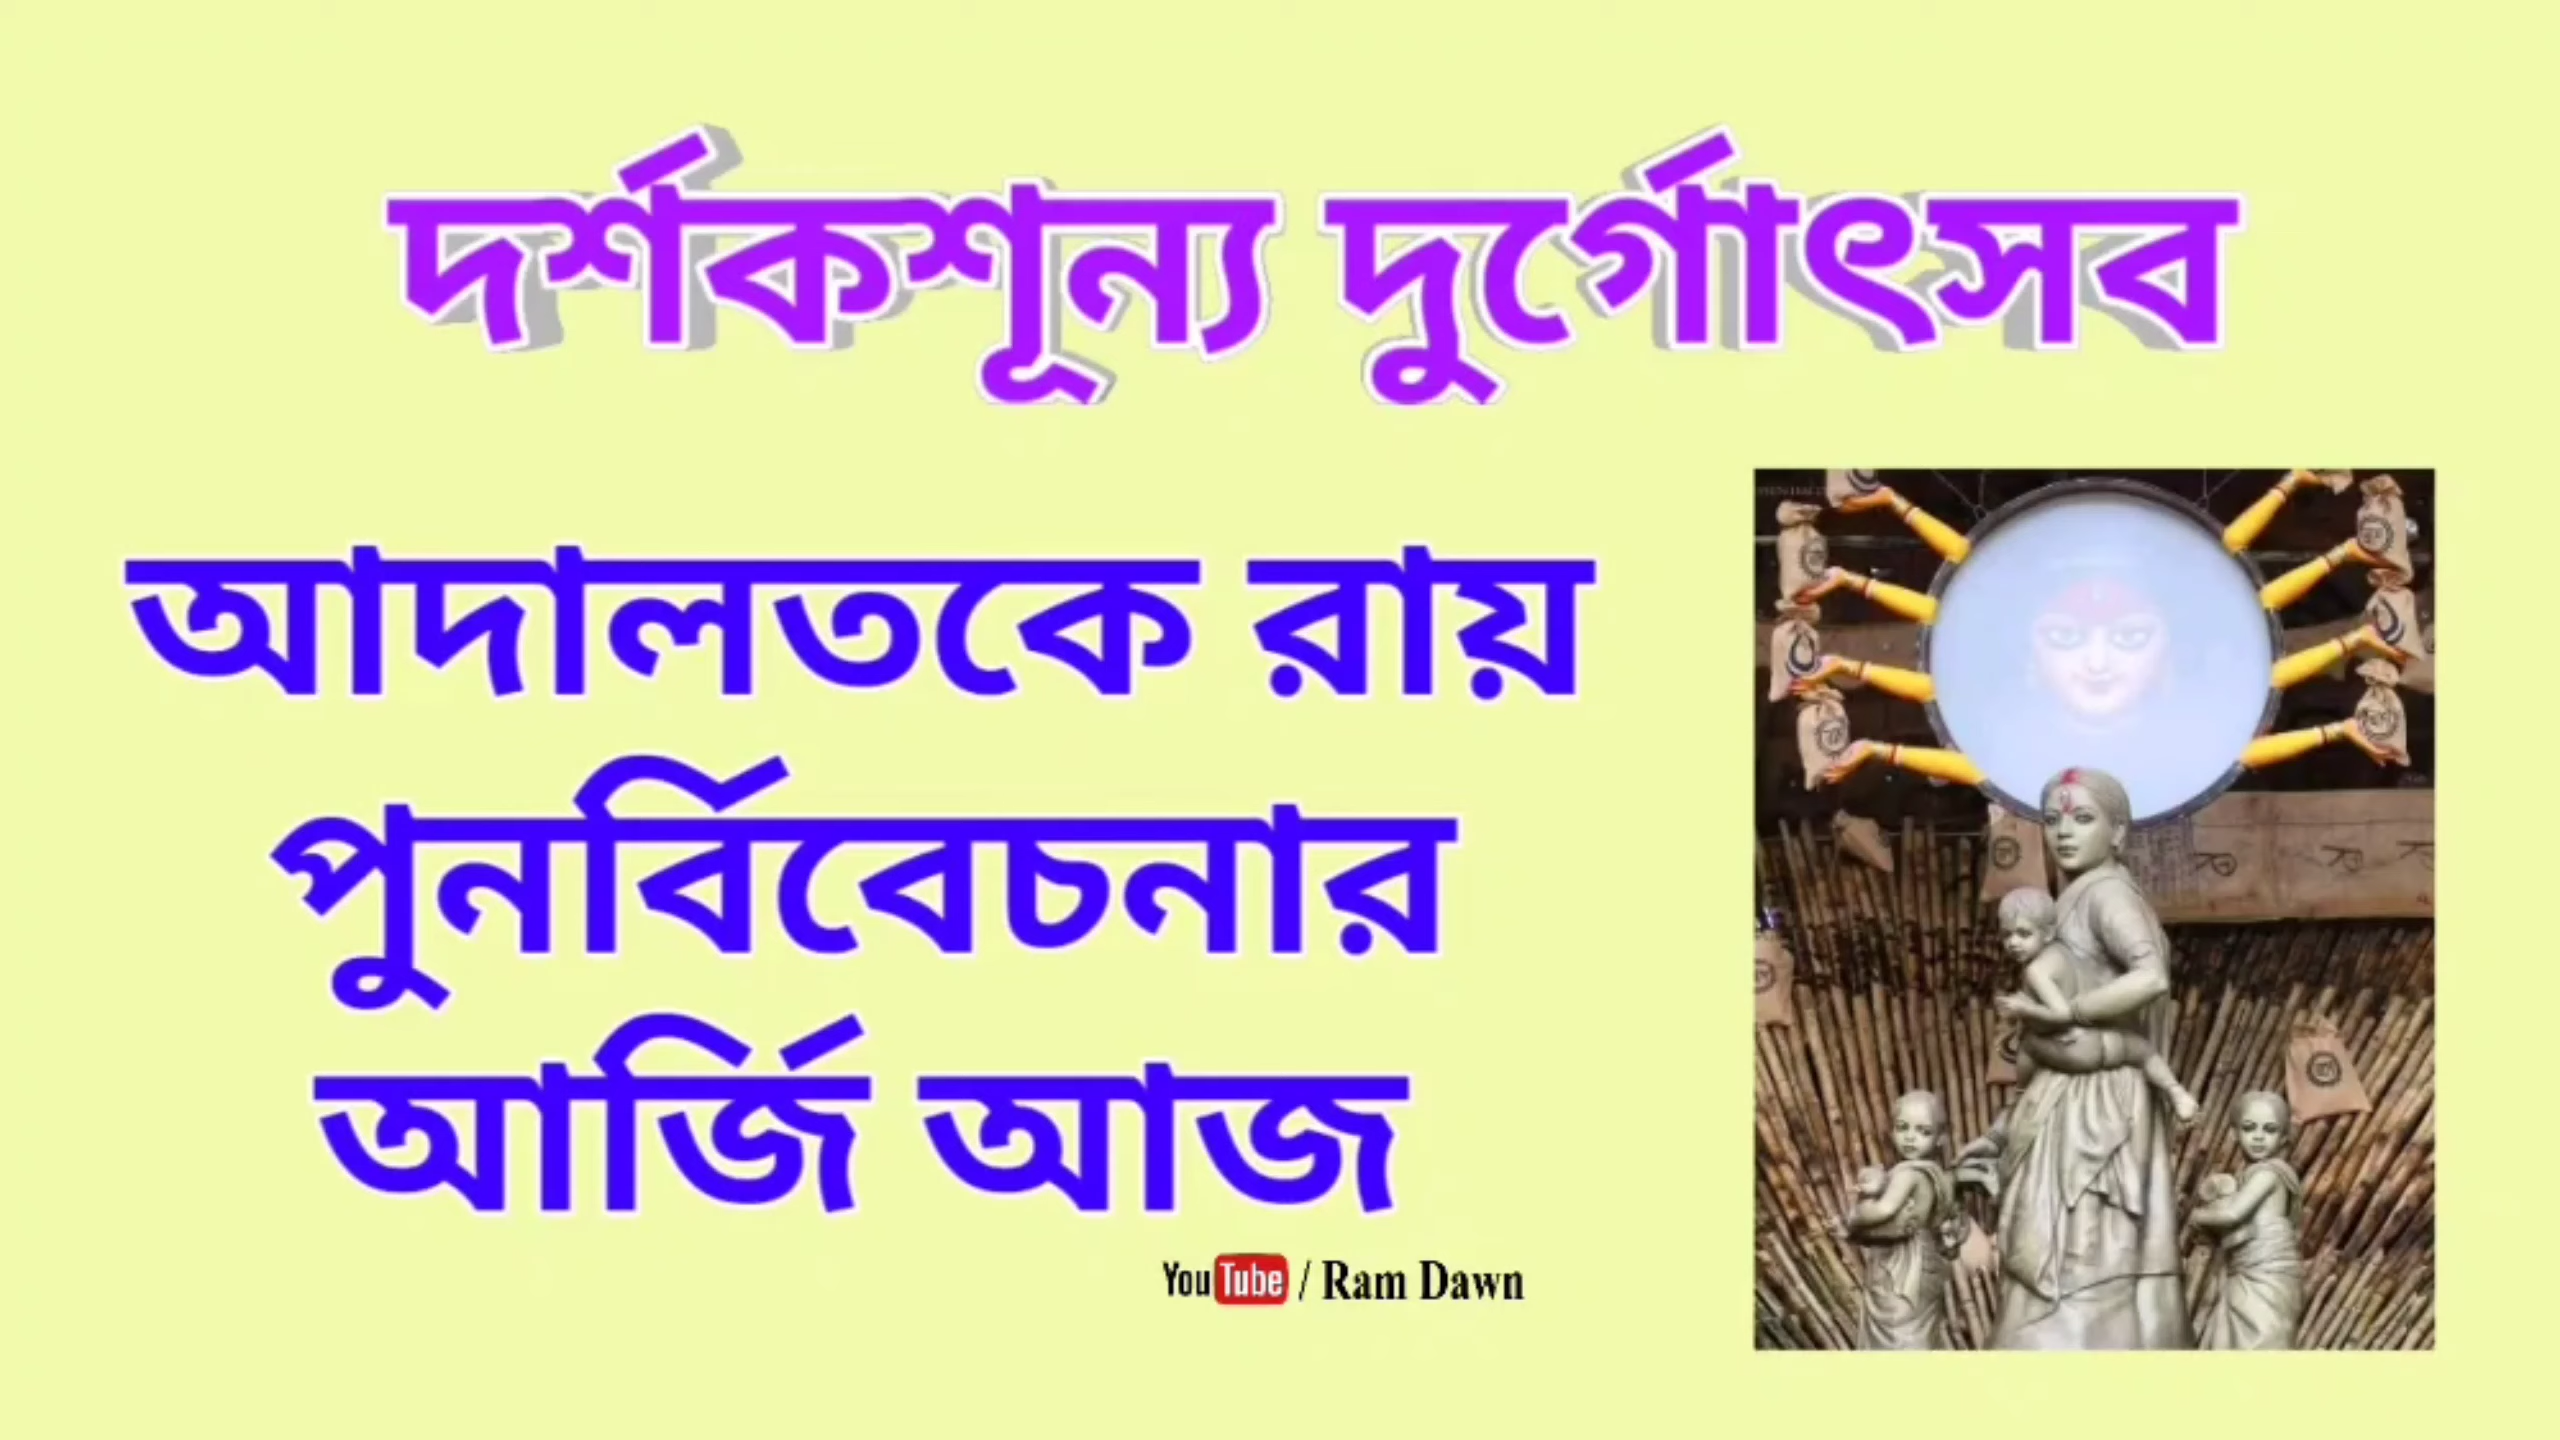 দর্শকশূন্য দুর্গোৎসব
আদালতকে রায়
পুনর্বিবেচনার
আর্জি আজ
YouTube / Ram Dawn